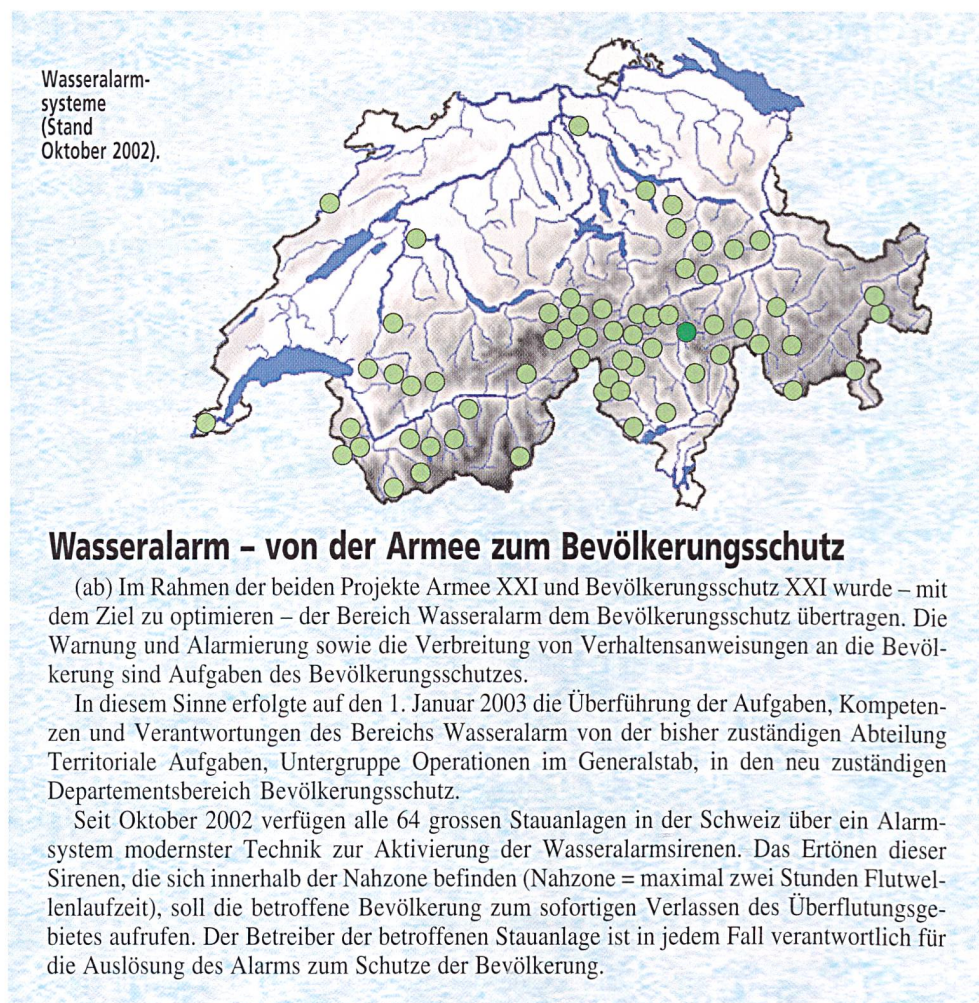 Wasseralarm-
systeme
(Stand
Oktober 2002).
Wasseralarm – von der Armee zum Bevölkerungsschutz
(ab) Im Rahmen der beiden Projekte Armee XXI und Bevölkerungsschutz XXI wurde – mit
dem Ziel zu optimieren – der Bereich Wasseralarm dem Bevölkerungsschutz übertragen. Die
Warnung und Alarmierung sowie die Verbreitung von Verhaltensanweisungen an die Bevöl-
kerung sind Aufgaben des Bevölkerungsschutzes.
In diesem Sinne erfolgte auf den 1. Januar 2003 die Überführung der Aufgaben, Kompeten-
zen und Verantwortungen des Bereichs Wasseralarm von der bisher zuständigen Abteilung
Territoriale Aufgaben, Untergruppe Operationen im Generalstab, in den neu zuständigen
Departementsbereich Bevölkerungsschutz.
Seit Oktober 2002 verfügen alle 64 grossen Stauanlagen in der Schweiz über ein Alarm-
system modernster Technik zur Aktivierung der Wasseralarmsirenen. Das Ertönen dieser
Sirenen, die sich innerhalb der Nahzone befinden (Nahzone = maximal zwei Stunden Flutwel-
lenlaufzeit), soll die betroffene Bevölkerung zum sofortigen Verlassen des Überflutungsge-
bietes aufrufen. Der Betreiber der betroffenen Stauanlage ist in jedem Fall verantwortlich für
die Auslösung des Alarms zum Schutze der Bevölkerung.